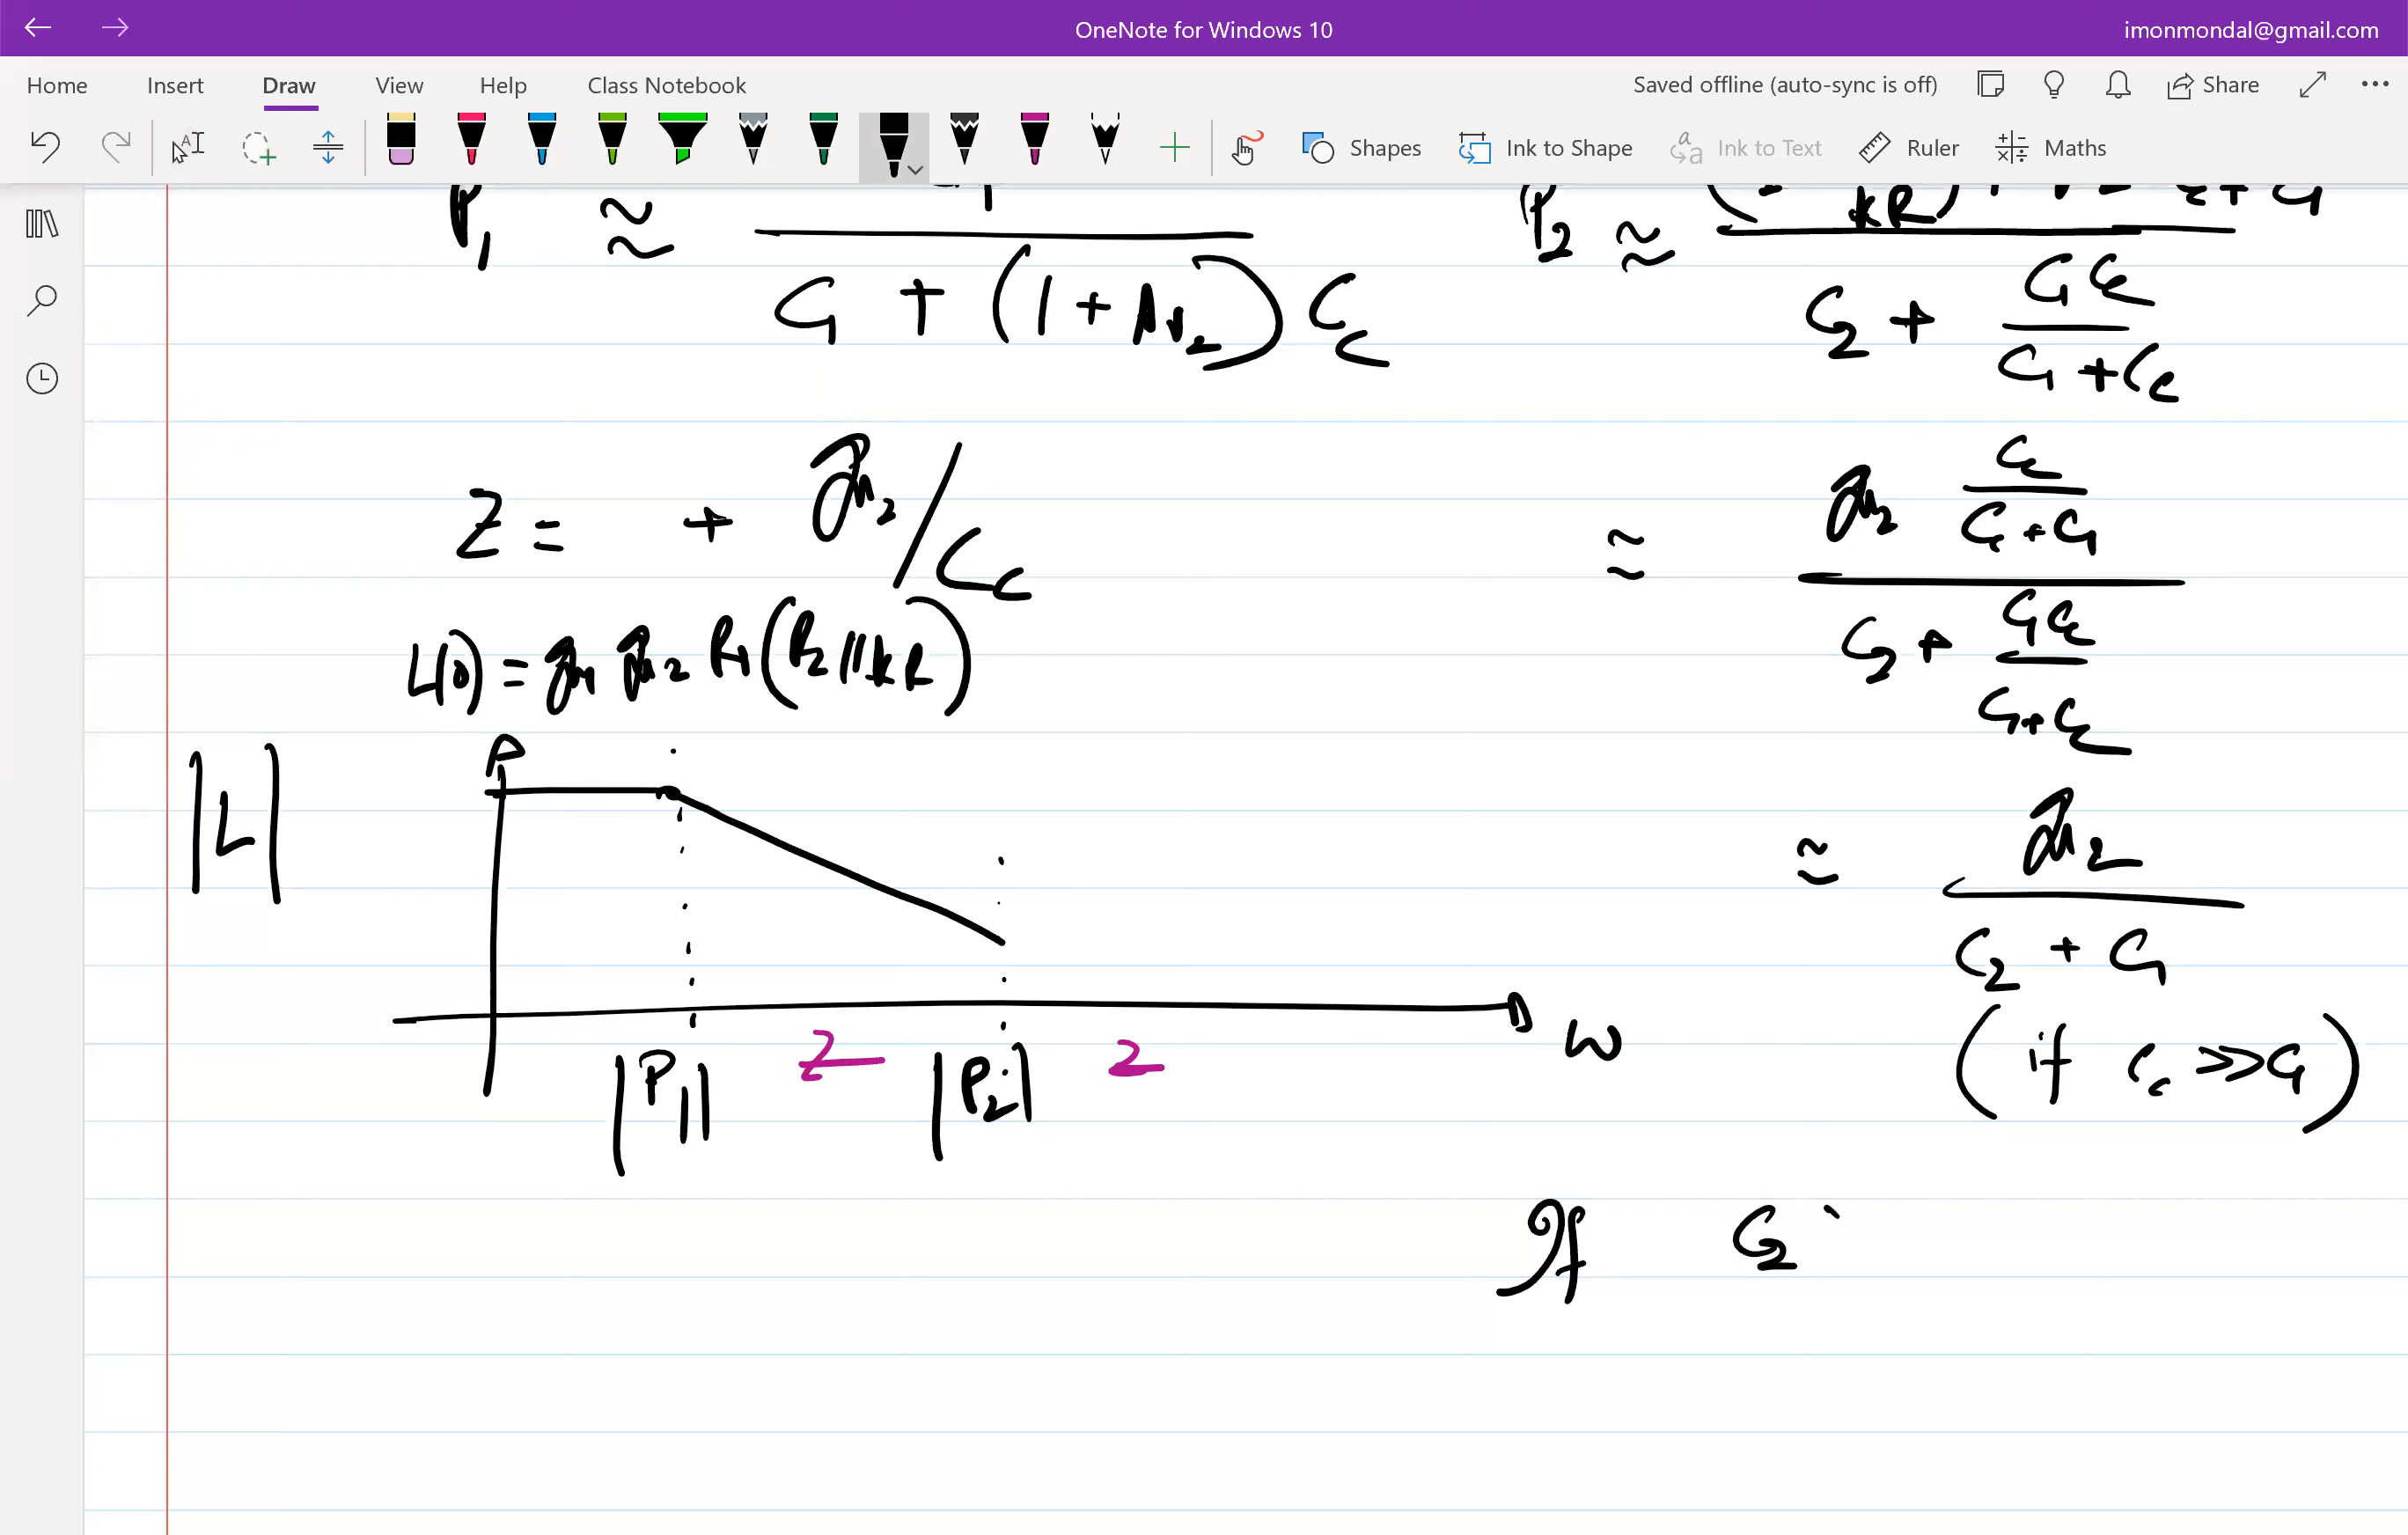 OneNote for Windows 10
imonmondal@gmail.com
Home Insert Draw View Help Class Notebook
Saved offline (auto-sync is off) Share
Shapes Ink to Shape Ink to Text Ruler Maths
P₁ ≈ / C₁ + (1 + Av₂) Cc
P₂ ≈ / C₂ + C₁Cc / C₁ + Cc
Z = + gm₂ / Cc
≈ gm₂ Cc / Cc + C₁ / C₂ + C₁Cc / C₁ + Cc
L(0) = gm₁ gm₂ R₁ (R₂ || kR)
|L|
≈ gm₂ / C₂ + C₁
(if Cc >> C₁)
|P₁| Z |P₂| Z ω
If C₂